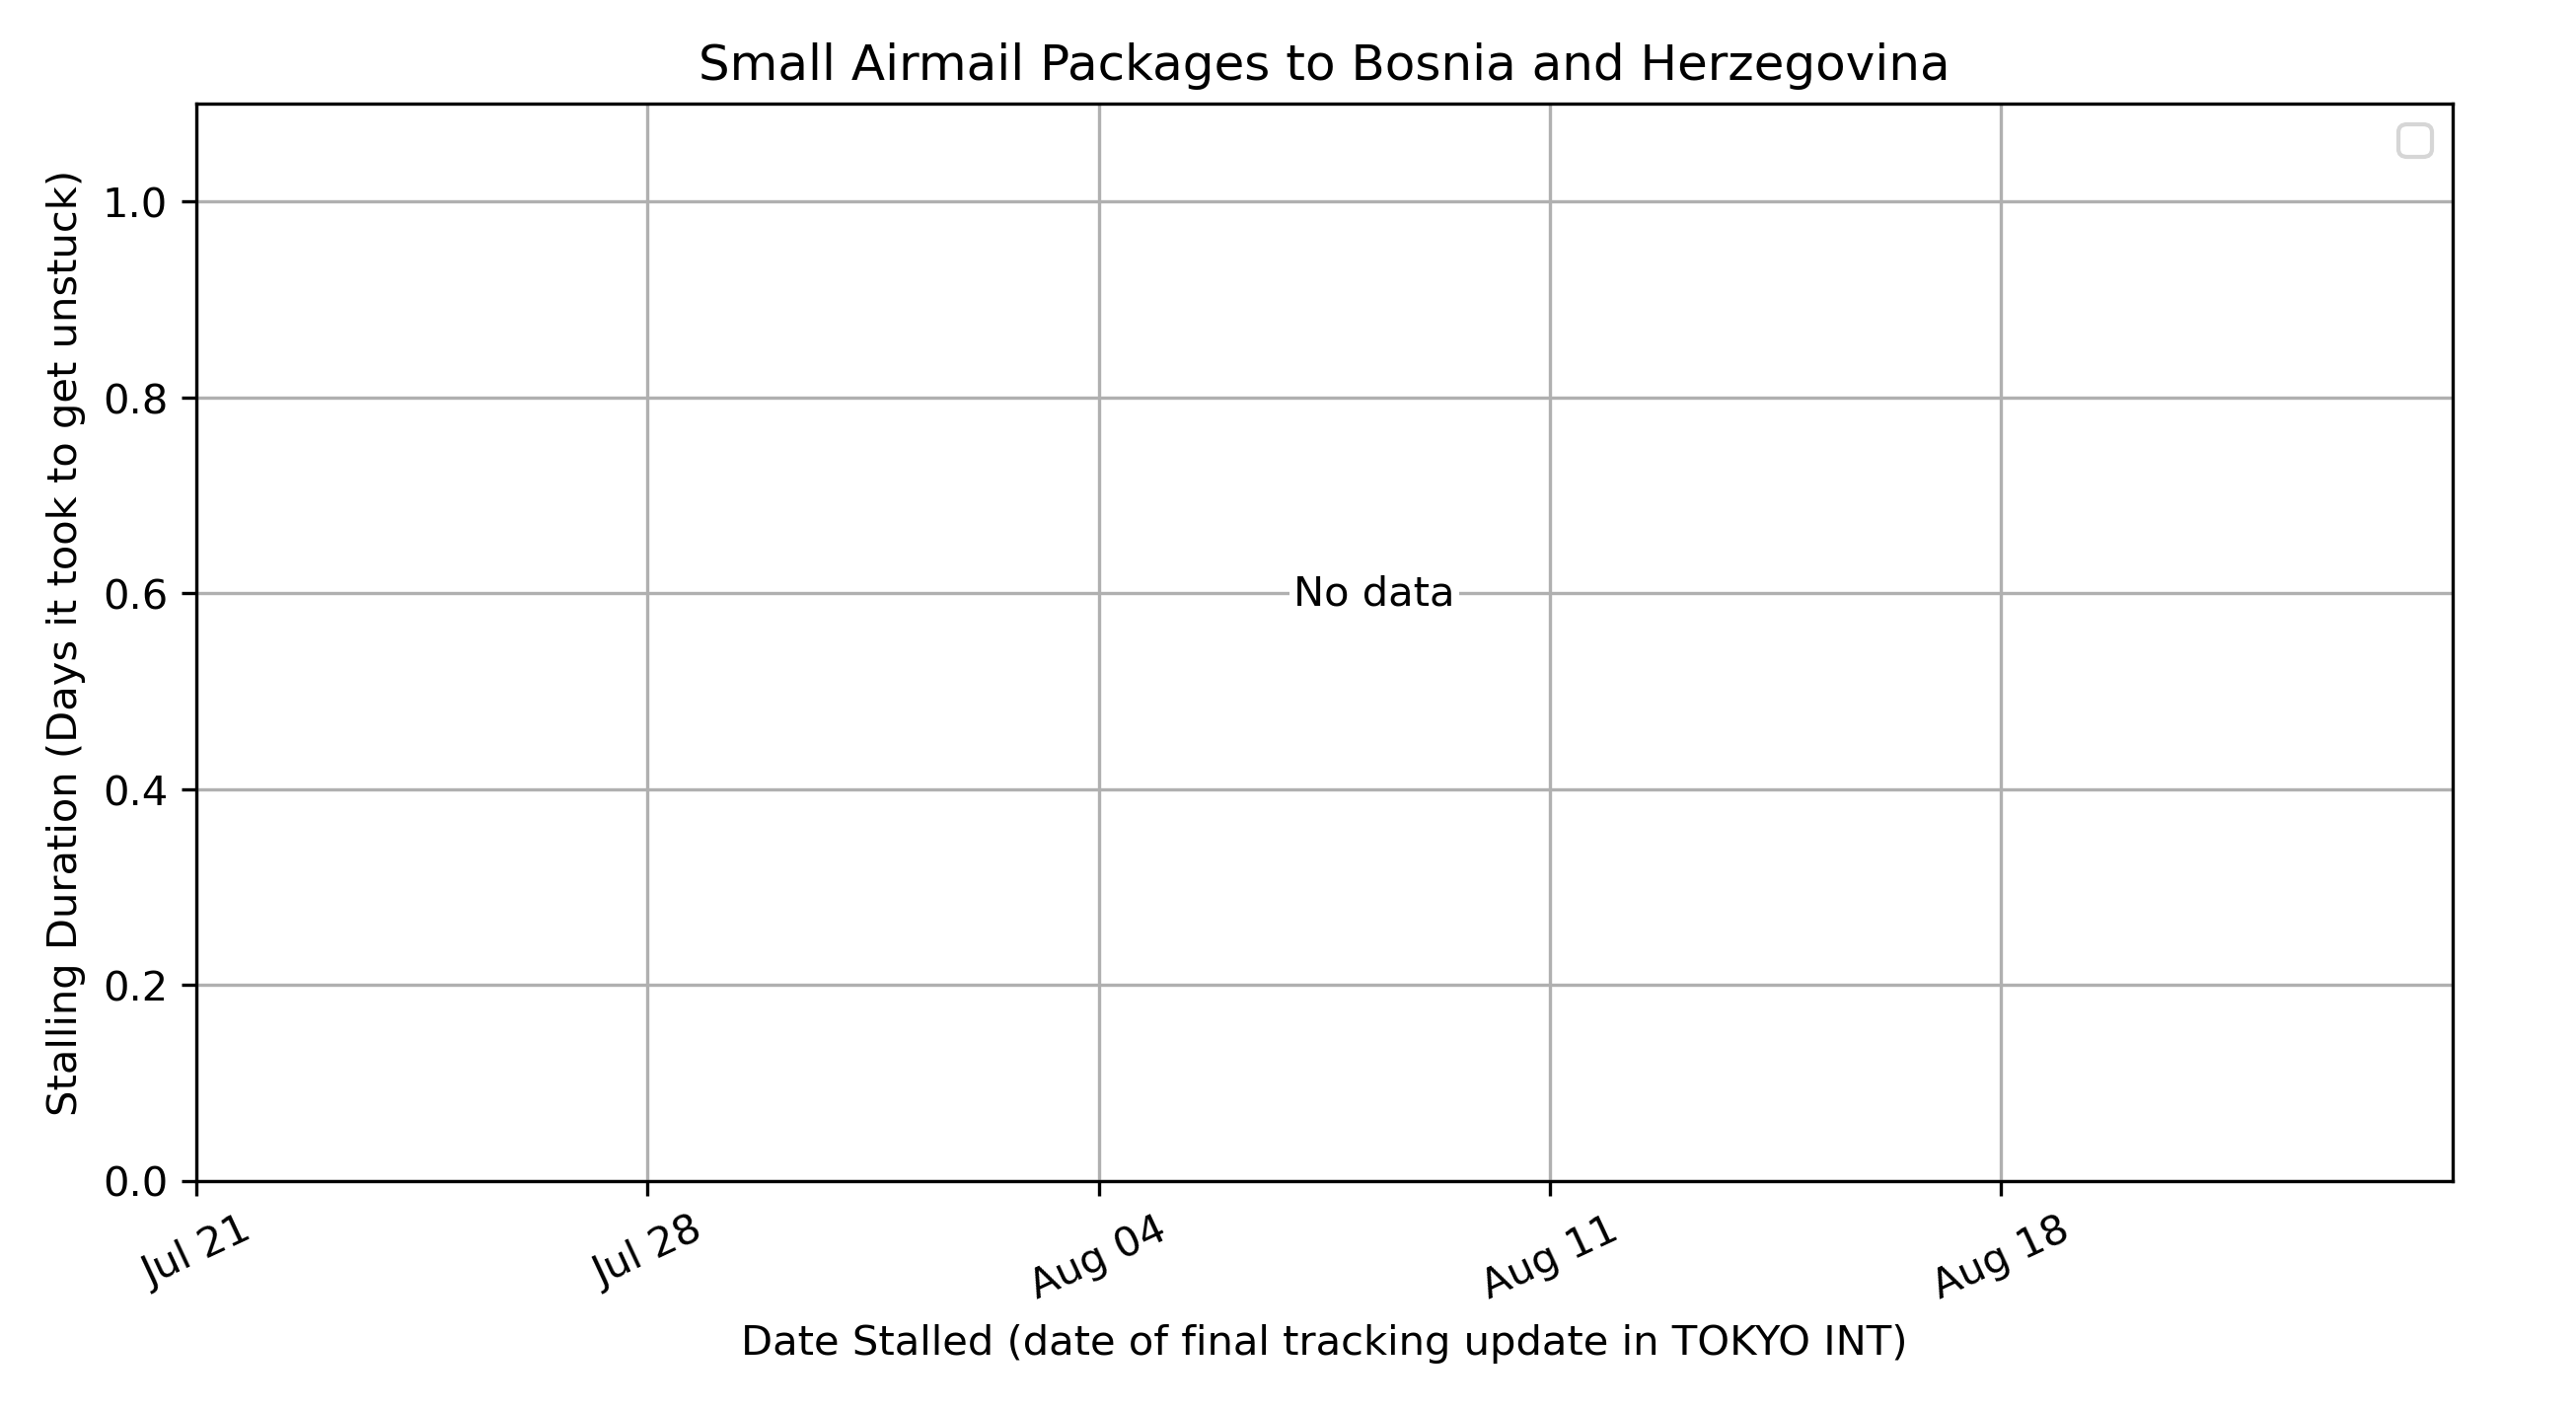 Small Airmail Packages to Bosnia and Herzegovina
Stalling Duration (Days it took to get unstuck)
1.0
0.8
0.6
0.4
0.2
0.0
No data
Jul 21
Jul 28
Aug 04
Aug 11
Aug 18
Date Stalled (date of final tracking update in TOKYO INT)